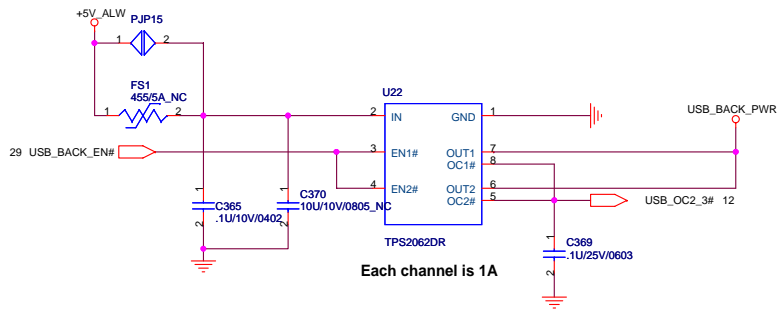 +5V_ALW
PJP15
1 2
FS1
455/5A_NC
1 2
U22
2 IN GND 1
USB_BACK_PWR
29 USB_BACK_EN#
3 EN1# OUT1 7
OC1# 8
4 EN2# OUT2 6
OC2# 5
USB_OC2_3# 12
1
C365
.1U/10V/0402
2
1
C370
10U/10V/0805_NC
2
TPS2062DR
Each channel is 1A
1
C369
.1U/25V/0603
2